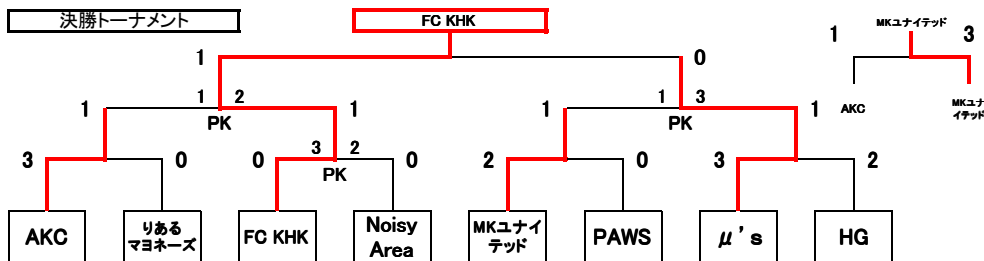 決勝トーナメント
FC KHK
MKユナイテッド
1
3
1
0
AKC
MKユナ
イテッド
1
1 2
PK
1
1
1 3
PK
1
3
0
0
3 2
PK
0
2
0
3
2
AKC
りある
マヨネーズ
FC KHK
Noisy
Area
MKユナイ
テッド
PAWS
μ's
HG